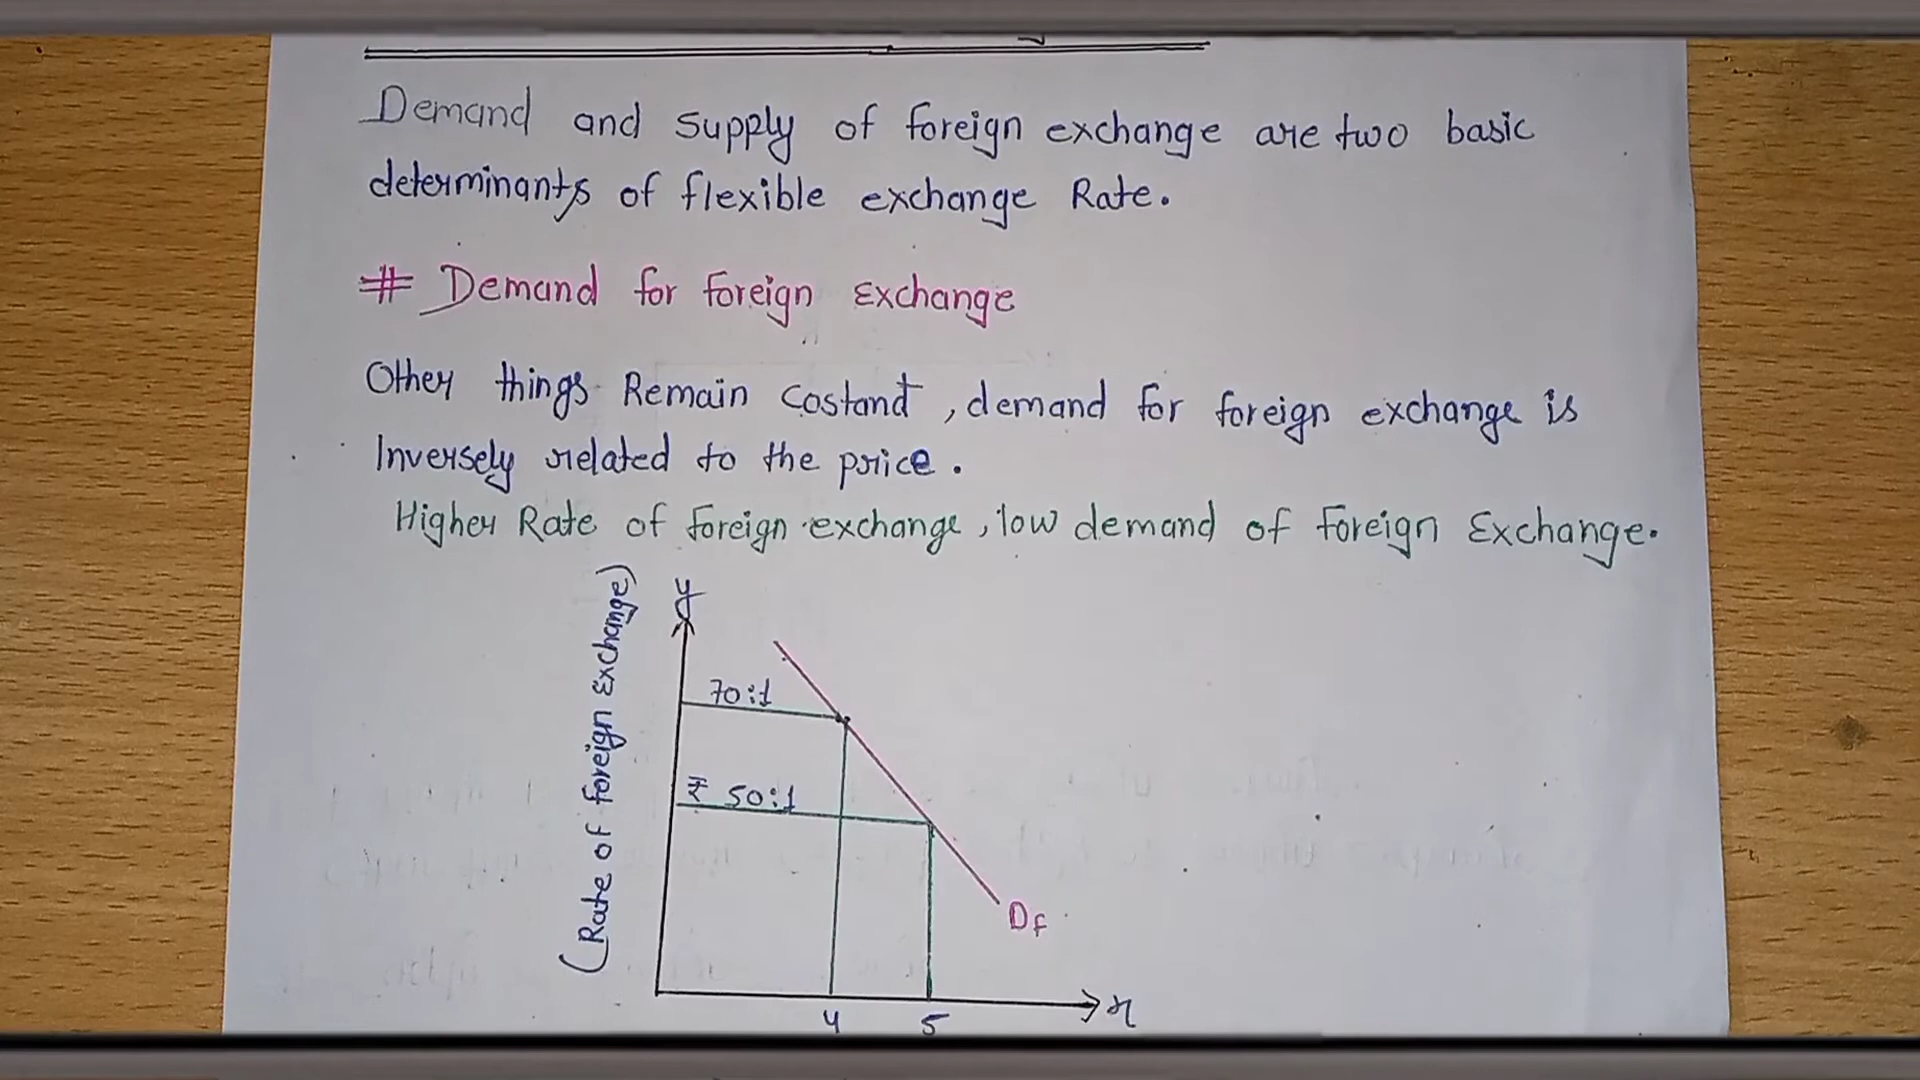 Demand and supply of foreign exchange are two basic
determinants of flexible exchange Rate.
# Demand for Foreign Exchange
Other things Remain Costant, demand for foreign exchange is
Inversely related to the price.
Higher Rate of foreign exchange, low demand of Foreign Exchange.
(Rate of foreign Exchange)
y
70:1
₹ 50:1
Df
x
4 5